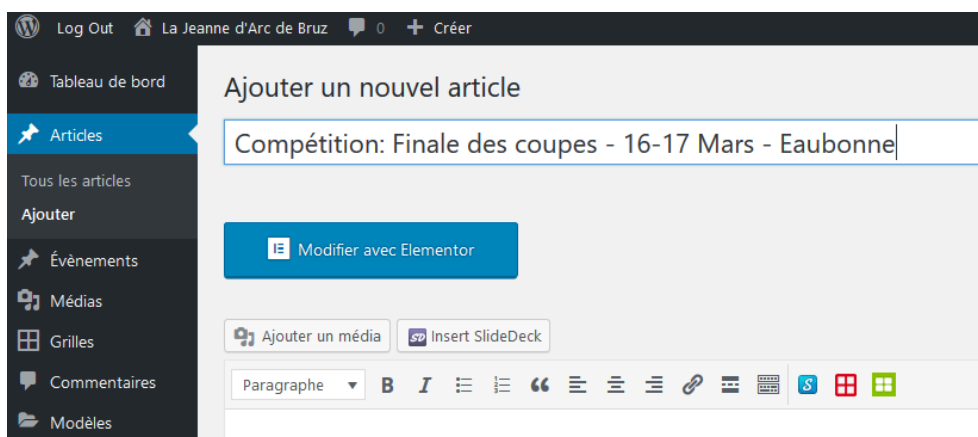 Log Out La Jeanne d'Arc de Bruz 0 + Créer
Tableau de bord
Articles
Tous les articles
Ajouter
Évènements
Médias
Grilles
Commentaires
Modèles
Ajouter un nouvel article
Compétition: Finale des coupes - 16-17 Mars - Eaubonne
Modifier avec Elementor
Ajouter un média SD Insert SlideDeck
Paragraphe B I S